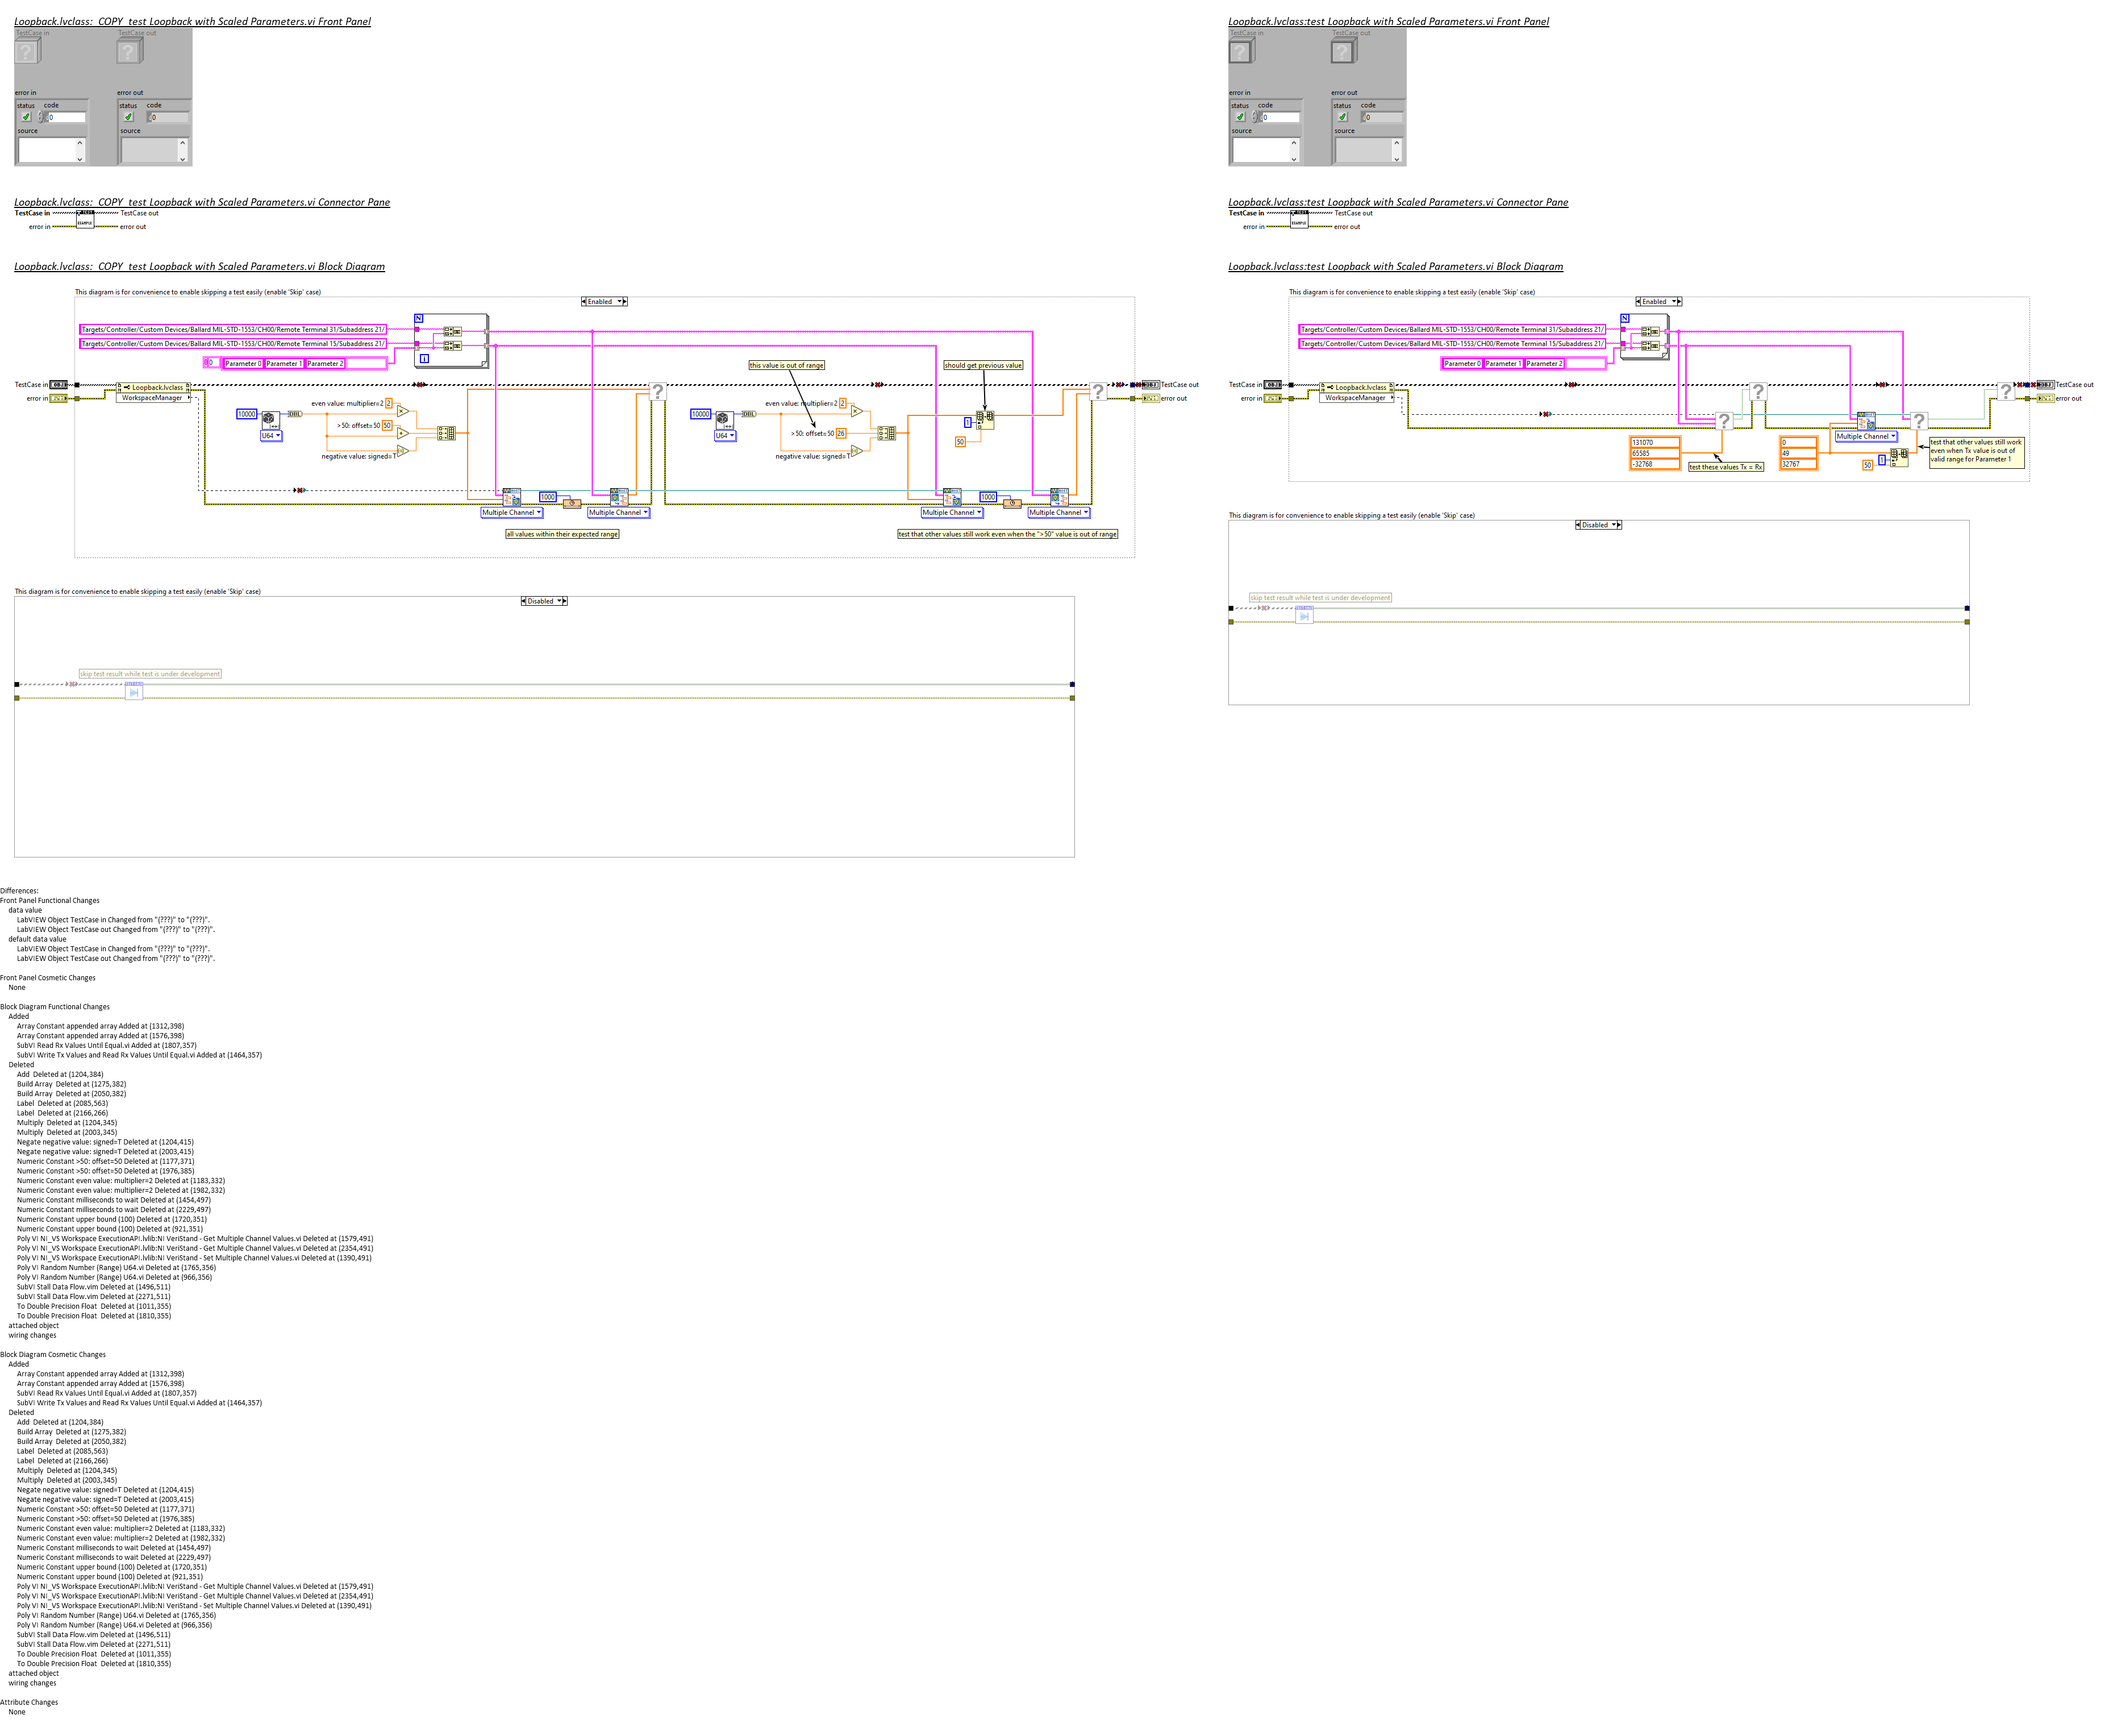 Loopback.lvclass:_COPY_test Loopback with Scaled Parameters.vi Front Panel
TestCase in
TestCase out
error in
error out
status code
status code
0
0
source
source
Loopback.lvclass:_COPY_test Loopback with Scaled Parameters.vi Connector Pane
TestCase in
TestCase out
error in
error out
Loopback.lvclass:_COPY_test Loopback with Scaled Parameters.vi Block Diagram
This diagram is for convenience to enable skipping a test easily (enable 'Skip' case)
Enabled
N
Targets/Controller/Custom Devices/Ballard MIL-STD-1553/CH00/Remote Terminal 31/Subaddress 21/
Targets/Controller/Custom Devices/Ballard MIL-STD-1553/CH00/Remote Terminal 15/Subaddress 21/
0
Parameter 0
Parameter 1
Parameter 2
i
this value is out of range
should get previous value
TestCase in
Loopback.lvclass
WorkspaceManager
error in
TestCase out
error out
even value: multiplier=2
2
10000
DBL
U64
>50: offset=50
50
negative value: signed=T
even value: multiplier=2
2
10000
DBL
U64
>50: offset=50
26
negative value: signed=T
1
50
1000
1000
Multiple Channel
Multiple Channel
Multiple Channel
Multiple Channel
all values within their expected range
test that other values still work even when the ">50" value is out of range
This diagram is for convenience to enable skipping a test easily (enable 'Skip' case)
Disabled
skip test result while test is under development
Loopback.lvclass:test Loopback with Scaled Parameters.vi Front Panel
TestCase in
TestCase out
error in
error out
status code
status code
0
0
source
source
Loopback.lvclass:test Loopback with Scaled Parameters.vi Connector Pane
TestCase in
TestCase out
error in
error out
Loopback.lvclass:test Loopback with Scaled Parameters.vi Block Diagram
This diagram is for convenience to enable skipping a test easily (enable 'Skip' case)
Enabled
N
Targets/Controller/Custom Devices/Ballard MIL-STD-1553/CH00/Remote Terminal 31/Subaddress 21/
Targets/Controller/Custom Devices/Ballard MIL-STD-1553/CH00/Remote Terminal 15/Subaddress 21/
Parameter 0
Parameter 1
Parameter 2
TestCase in
Loopback.lvclass
WorkspaceManager
error in
TestCase out
error out
131070
65585
-32768
test these values Tx = Rx
Multiple Channel
0
49
32767
1
50
test that other values still work
even when Tx value is out of
valid range for Parameter 1
This diagram is for convenience to enable skipping a test easily (enable 'Skip' case)
Disabled
skip test result while test is under development
Differences:
Front Panel Functional Changes
data value
LabVIEW Object TestCase in Changed from "(???)" to "(???)".
LabVIEW Object TestCase out Changed from "(???)" to "(???)".
default data value
LabVIEW Object TestCase in Changed from "(???)" to "(???)".
LabVIEW Object TestCase out Changed from "(???)" to "(???)".
Front Panel Cosmetic Changes
None
Block Diagram Functional Changes
Added
Array Constant appended array Added at (1312,398)
Array Constant appended array Added at (1576,398)
SubVI Read Rx Values Until Equal.vi Added at (1807,357)
SubVI Write Tx Values and Read Rx Values Until Equal.vi Added at (1464,357)
Deleted
Add  Deleted at (1204,384)
Build Array  Deleted at (1275,382)
Build Array  Deleted at (2050,382)
Label  Deleted at (2085,563)
Label  Deleted at (2166,266)
Multiply  Deleted at (1204,345)
Multiply  Deleted at (2003,345)
Negate negative value: signed=T Deleted at (1204,415)
Negate negative value: signed=T Deleted at (2003,415)
Numeric Constant >50: offset=50 Deleted at (1177,371)
Numeric Constant >50: offset=50 Deleted at (1976,385)
Numeric Constant even value: multiplier=2 Deleted at (1183,332)
Numeric Constant even value: multiplier=2 Deleted at (1982,332)
Numeric Constant milliseconds to wait Deleted at (1454,497)
Numeric Constant milliseconds to wait Deleted at (2229,497)
Numeric Constant upper bound (100) Deleted at (1720,351)
Numeric Constant upper bound (100) Deleted at (921,351)
Poly VI NI_VS Workspace ExecutionAPI.lvlib:NI VeriStand - Get Multiple Channel Values.vi Deleted at (1579,491)
Poly VI NI_VS Workspace ExecutionAPI.lvlib:NI VeriStand - Get Multiple Channel Values.vi Deleted at (2354,491)
Poly VI NI_VS Workspace ExecutionAPI.lvlib:NI VeriStand - Set Multiple Channel Values.vi Deleted at (1390,491)
Poly VI Random Number (Range) U64.vi Deleted at (1765,356)
Poly VI Random Number (Range) U64.vi Deleted at (966,356)
SubVI Stall Data Flow.vim Deleted at (1496,511)
SubVI Stall Data Flow.vim Deleted at (2271,511)
To Double Precision Float  Deleted at (1011,355)
To Double Precision Float  Deleted at (1810,355)
attached object
wiring changes
Block Diagram Cosmetic Changes
Added
Array Constant appended array Added at (1312,398)
Array Constant appended array Added at (1576,398)
SubVI Read Rx Values Until Equal.vi Added at (1807,357)
SubVI Write Tx Values and Read Rx Values Until Equal.vi Added at (1464,357)
Deleted
Add  Deleted at (1204,384)
Build Array  Deleted at (1275,382)
Build Array  Deleted at (2050,382)
Label  Deleted at (2085,563)
Label  Deleted at (2166,266)
Multiply  Deleted at (1204,345)
Multiply  Deleted at (2003,345)
Negate negative value: signed=T Deleted at (1204,415)
Negate negative value: signed=T Deleted at (2003,415)
Numeric Constant >50: offset=50 Deleted at (1177,371)
Numeric Constant >50: offset=50 Deleted at (1976,385)
Numeric Constant even value: multiplier=2 Deleted at (1183,332)
Numeric Constant even value: multiplier=2 Deleted at (1982,332)
Numeric Constant milliseconds to wait Deleted at (1454,497)
Numeric Constant milliseconds to wait Deleted at (2229,497)
Numeric Constant upper bound (100) Deleted at (1720,351)
Numeric Constant upper bound (100) Deleted at (921,351)
Poly VI NI_VS Workspace ExecutionAPI.lvlib:NI VeriStand - Get Multiple Channel Values.vi Deleted at (1579,491)
Poly VI NI_VS Workspace ExecutionAPI.lvlib:NI VeriStand - Get Multiple Channel Values.vi Deleted at (2354,491)
Poly VI NI_VS Workspace ExecutionAPI.lvlib:NI VeriStand - Set Multiple Channel Values.vi Deleted at (1390,491)
Poly VI Random Number (Range) U64.vi Deleted at (1765,356)
Poly VI Random Number (Range) U64.vi Deleted at (966,356)
SubVI Stall Data Flow.vim Deleted at (1496,511)
SubVI Stall Data Flow.vim Deleted at (2271,511)
To Double Precision Float  Deleted at (1011,355)
To Double Precision Float  Deleted at (1810,355)
attached object
wiring changes
Attribute Changes
None